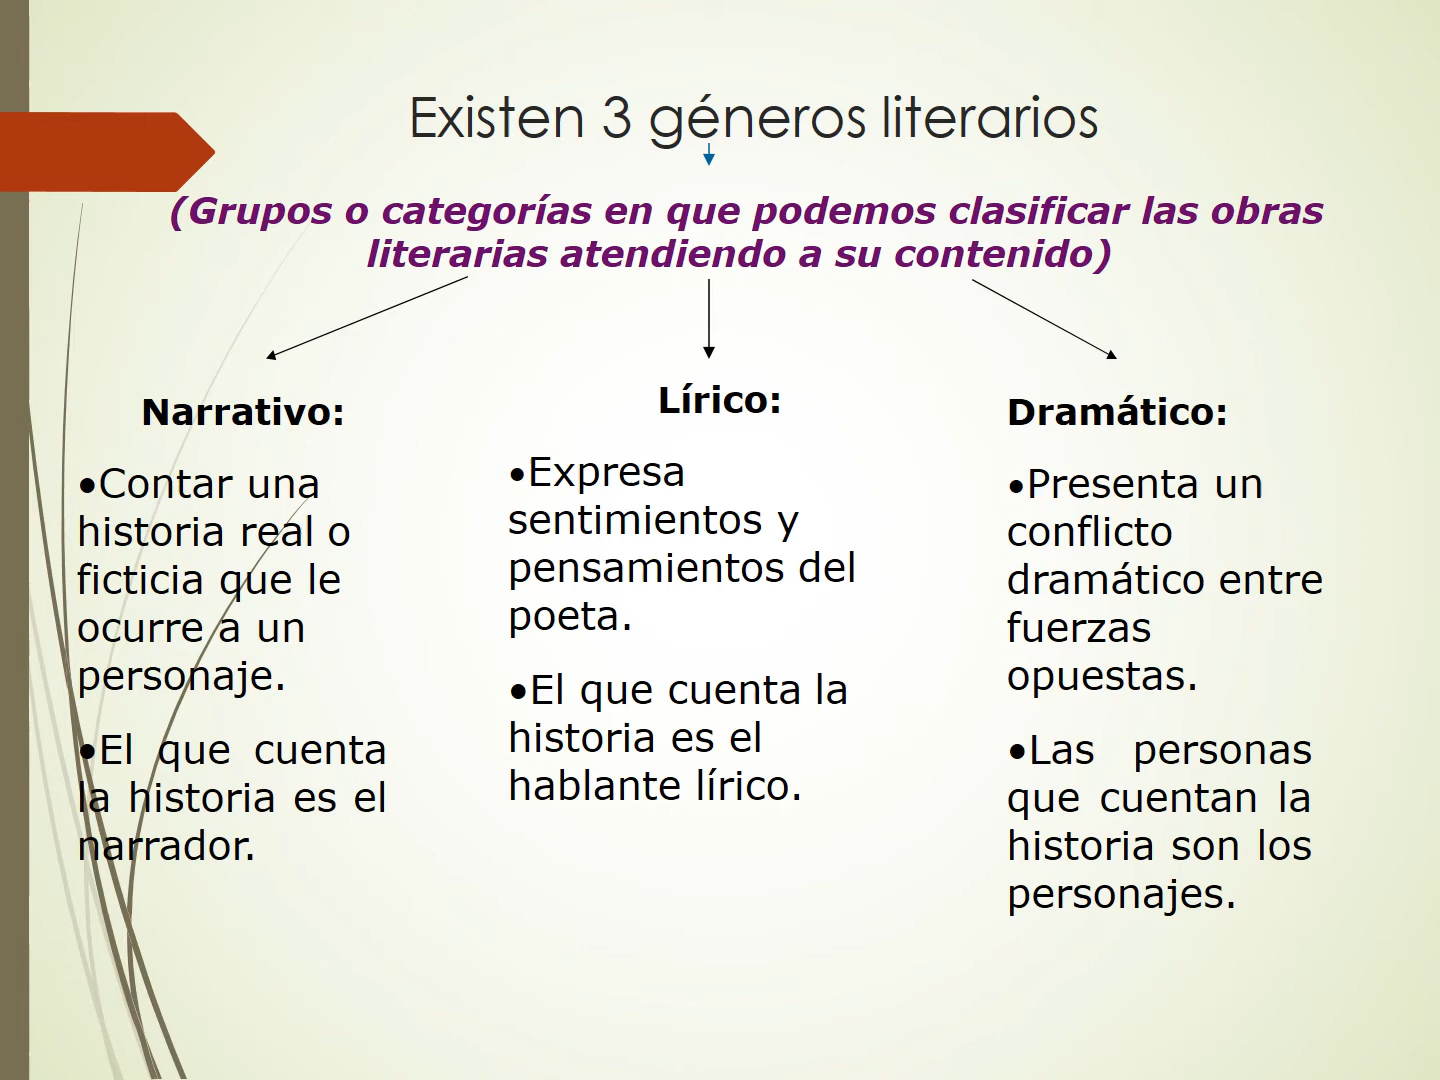 Existen 3 géneros literarios
(Grupos o categorías en que podemos clasificar las obras
literarias atendiendo a su contenido)
Narrativo:
•Contar una
historia real o
ficticia que le
ocurre a un
personaje.
•El que cuenta
la historia es el
narrador.
Lírico:
•Expresa
sentimientos y
pensamientos del
poeta.
•El que cuenta la
historia es el
hablante lírico.
Dramático:
•Presenta un
conflicto
dramático entre
fuerzas
opuestas.
•Las personas
que cuentan la
historia son los
personajes.